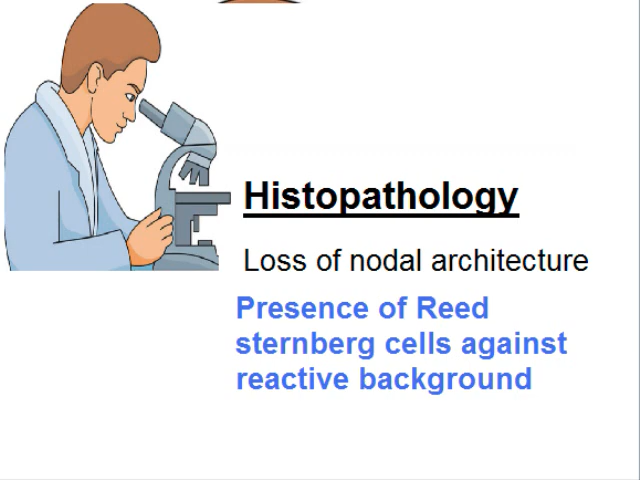 Histopathology
Loss of nodal architecture
Presence of Reed
sternberg cells against
reactive background